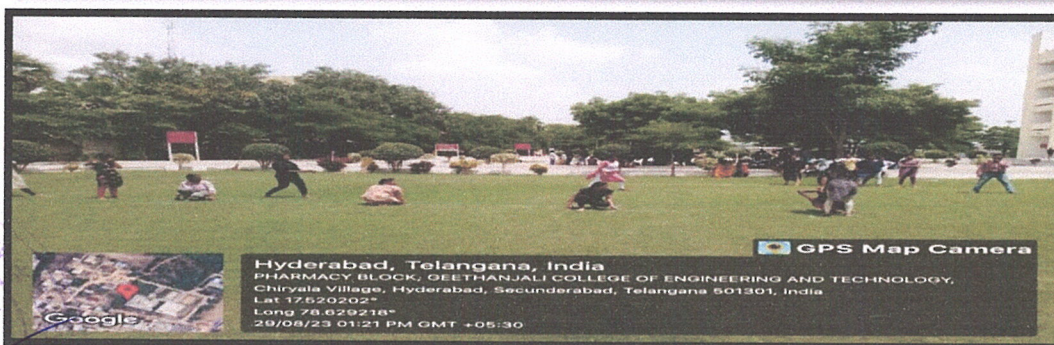 GPS Map Camera
Hyderabad, Telangana, India
PHARMACY BLOCK, GEETHANJALI COLLEGE OF ENGINEERING AND TECHNOLOGY,
Chiryala Village, Hyderabad, Secunderabad, Telangana 501301, India
Lat 17.520202°
Long 78.629218°
29/08/23 01:21 PM GMT +05:30
Google